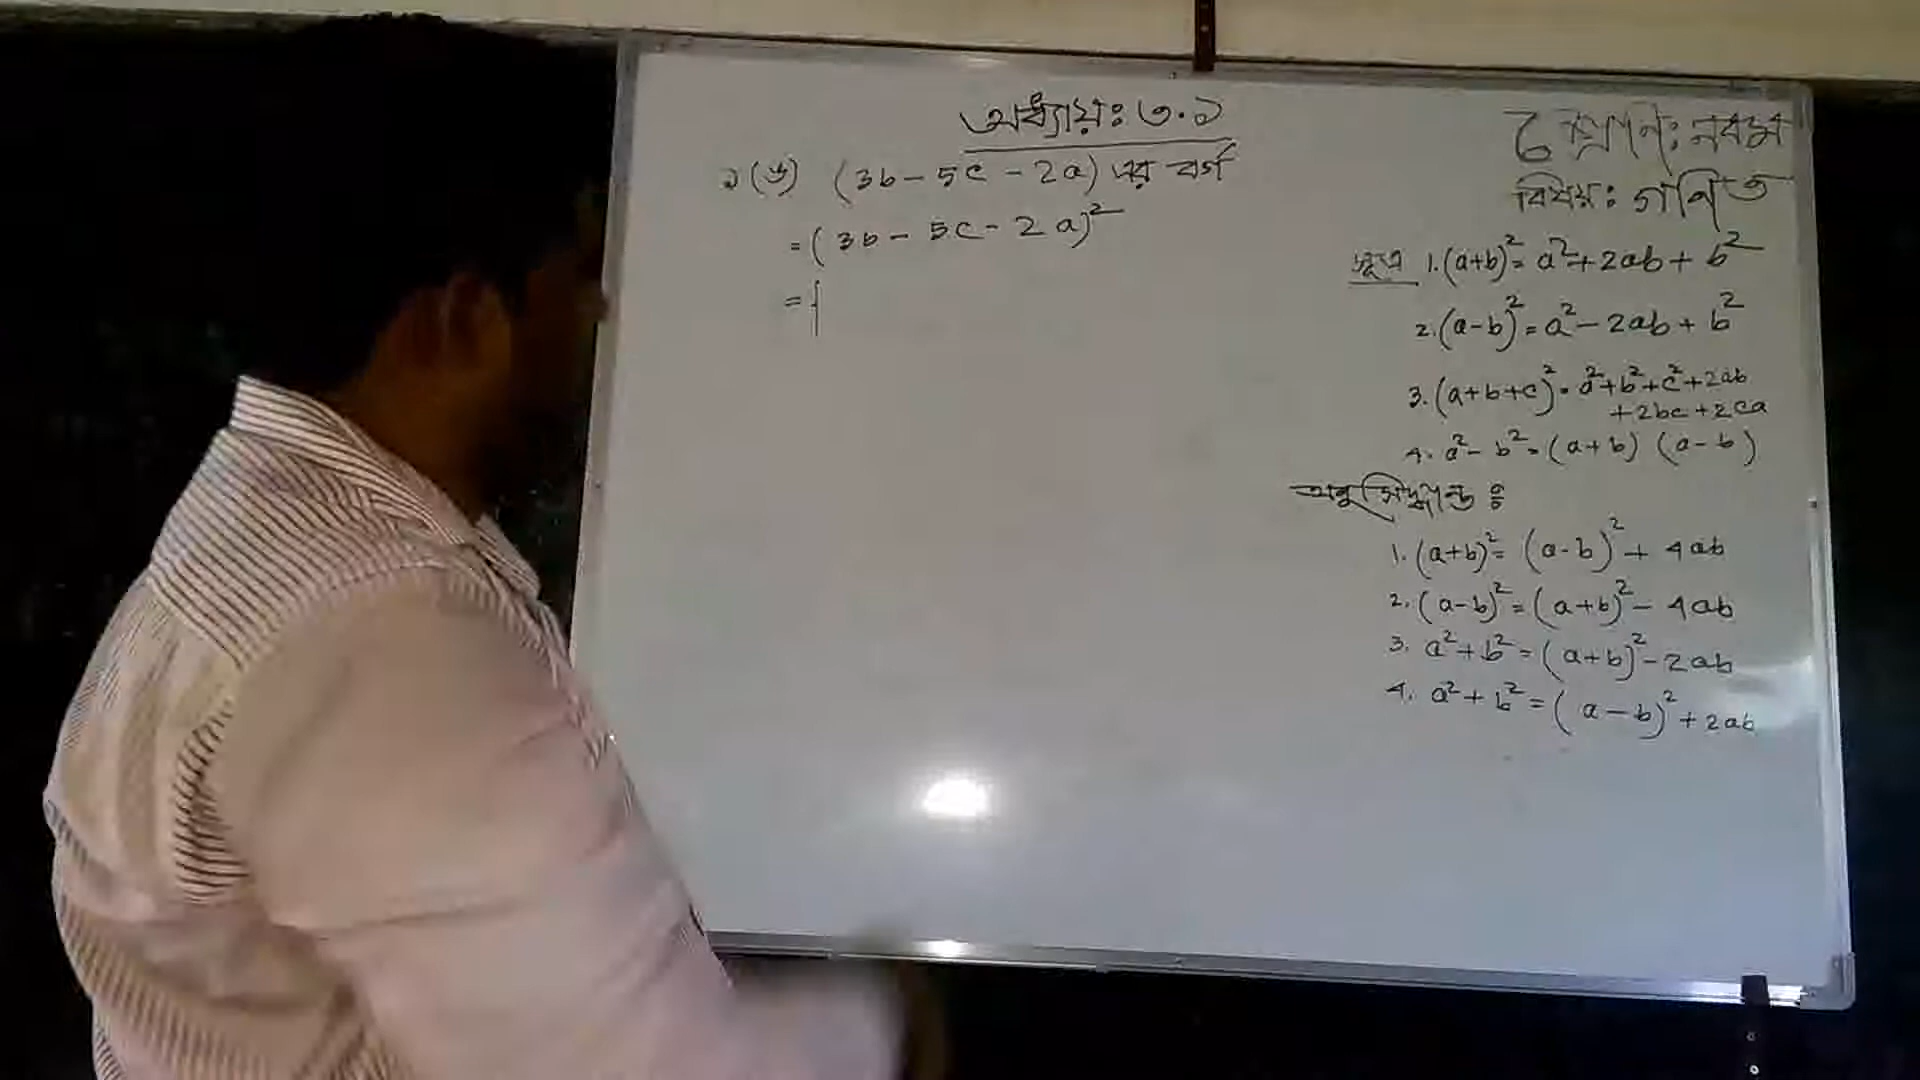 অধ্যায়ঃ ৩.১
১(ঙ) (3b - 5c - 2a) এর বর্গ
= (3b - 5c - 2a)²
= {
শ্রেণি: নবম
বিষয়: গণিত
সূত্র 1. (a+b)² = a² + 2ab + b²
2. (a-b)² = a² - 2ab + b²
3. (a+b+c)² = a²+b²+c²+2ab
+2bc+2ca
4. a² - b² = (a+b) (a-b)
অনুসিদ্ধান্ত ঃ
1. (a+b)² = (a-b)² + 4ab
2. (a-b)² = (a+b)² - 4ab
3. a²+b² = (a+b)² - 2ab
4. a²+b² = (a-b)² + 2ab